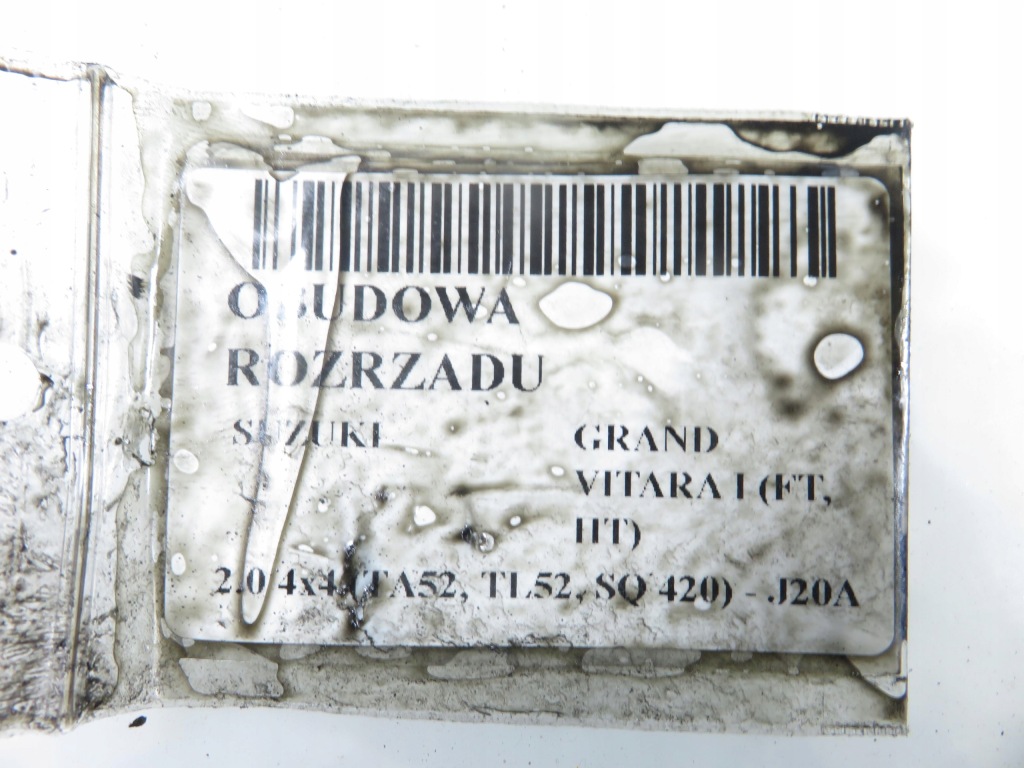 OBUDOWA
ROZRZADU
SUZUKI GRAND
VITARA I (FT,
HT)
2.0 4x4 (TA52, TL52, SQ 420) - J20A